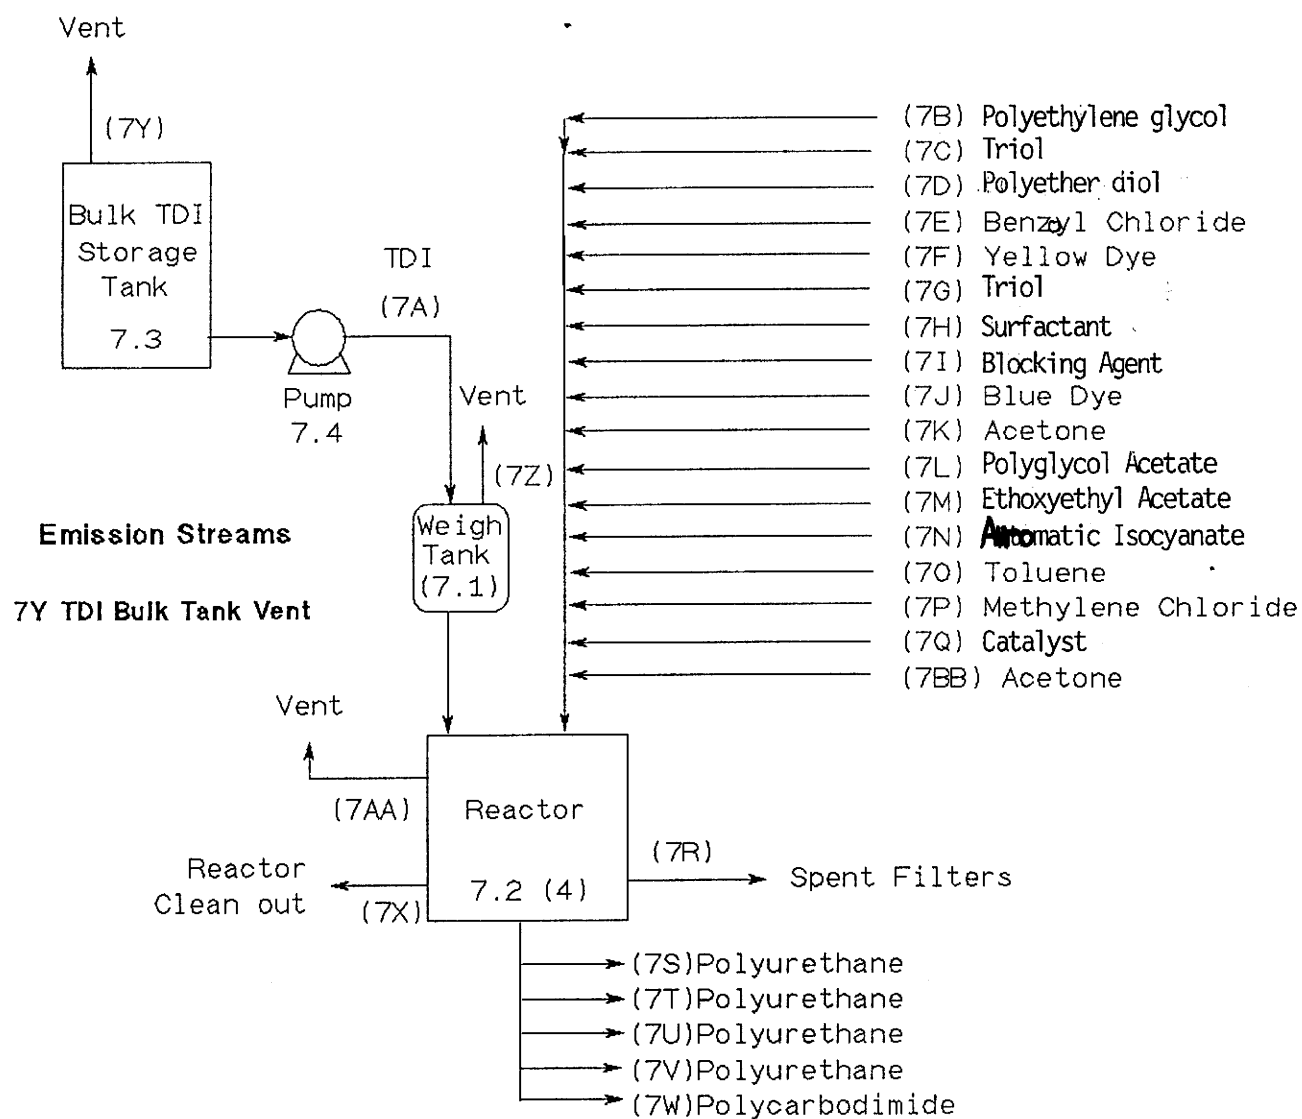 Vent
(7Y)
Bulk TDI
Storage
Tank
7.3
TDI
(7A)
Pump
7.4
Vent
(7Z)
Weigh
Tank
(7.1)
Emission Streams
7Y TDI Bulk Tank Vent
(7B) Polyethylene glycol
(7C) Triol
(7D) Polyether diol
(7E) Benzoyl Chloride
(7F) Yellow Dye
(7G) Triol
(7H) Surfactant
(7I) Blocking Agent
(7J) Blue Dye
(7K) Acetone
(7L) Polyglycol Acetate
(7M) Ethoxyethyl Acetate
(7N) Isocyanate
(7O) Toluene
(7P) Methylene Chloride
(7Q) Catalyst
(7BB) Acetone
Vent
(7AA)
Reactor
7.2 (4)
Reactor
Clean out
(7X)
(7R)
Spent Filters
(7S)Polyurethane
(7T)Polyurethane
(7U)Polyurethane
(7V)Polyurethane
(7W)Polycarbodimide